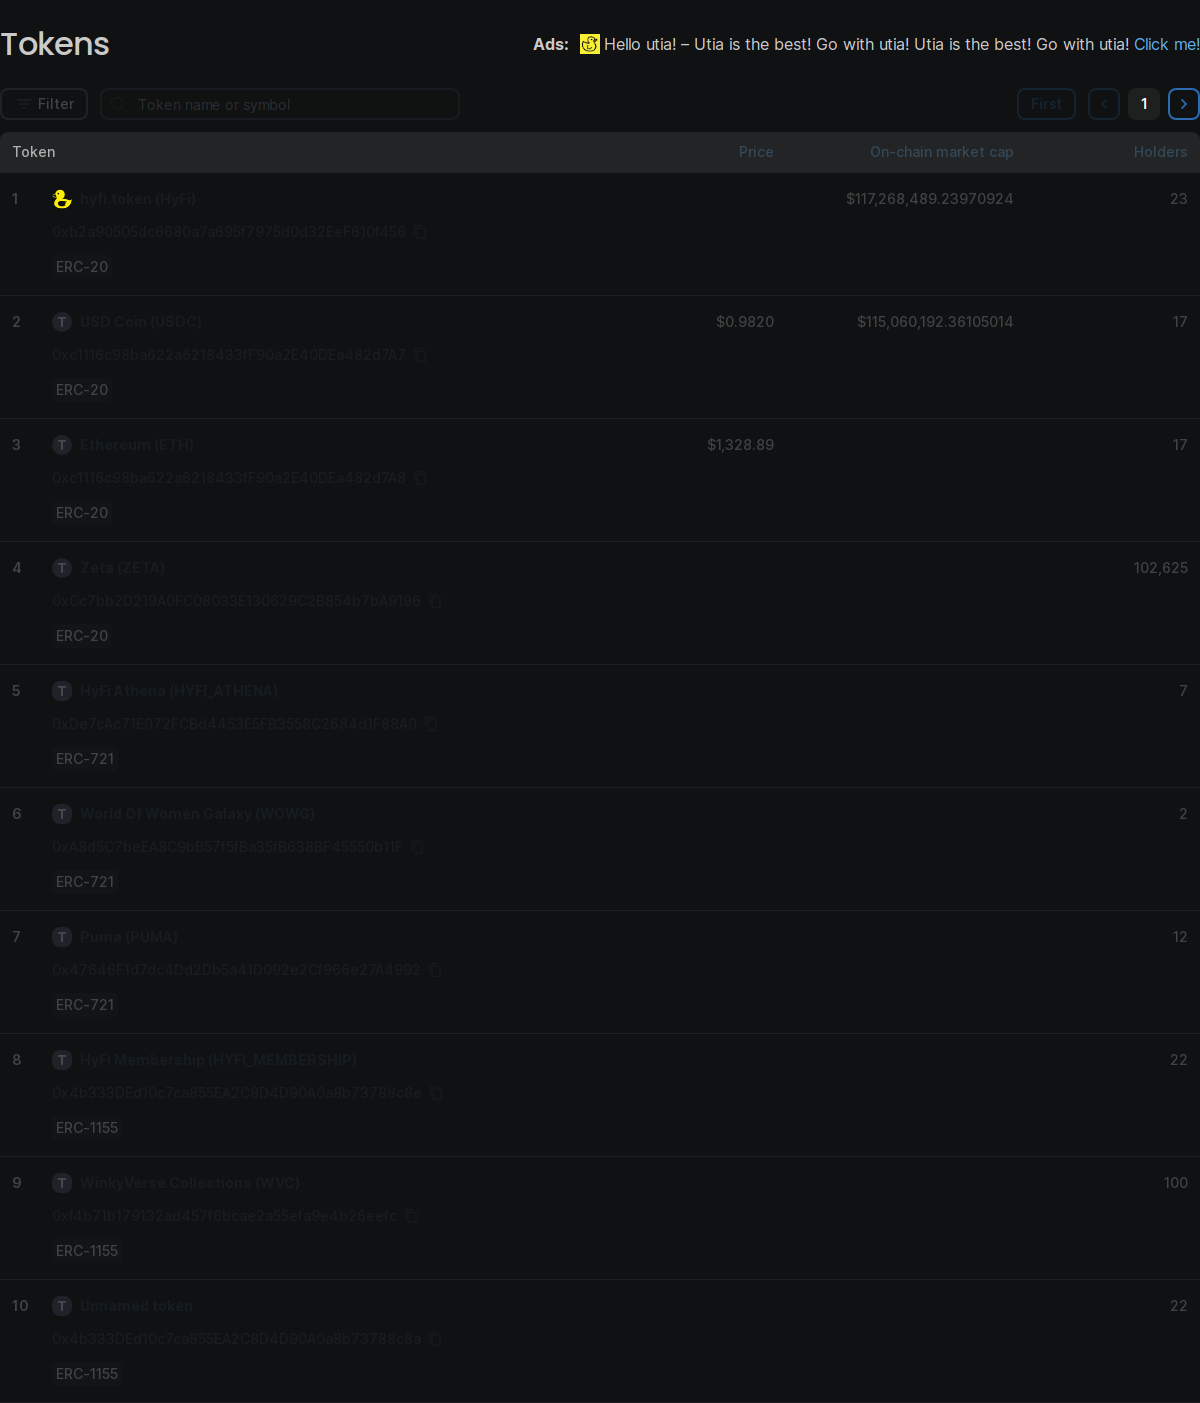 Tokens
Ads: Hello utia! – Utia is the best! Go with utia! Utia is the best! Go with utia! Click me!
Filter
Token name or symbol
First
1
Token Price On-chain market cap Holders
1 hyfi.token (HyFi) $117,268,489.23970924 23
0xb2a90505dc6680a7a695f7975d0d32EeF610f456
ERC-20
2 T USD Coin (USDC) $0.9820 $115,060,192.36105014 17
0xc1116c98ba622a6218433fF90a2E40DEa482d7A7
ERC-20
3 T Ethereum (ETH) $1,328.89 17
0xc1116c98ba622a6218433fF90a2E40DEa482d7A8
ERC-20
4 T Zeta (ZETA) 102,625
0xCc7bb2D219A0FC08033E130629C2B854b7bA9196
ERC-20
5 T HyFi Athena (HYFI_ATHENA) 7
0xDe7cAc71E072FCBd4453E5FB3558C2684d1F88A0
ERC-721
6 T World Of Women Galaxy (WOWG) 2
0xA8d5C7beEA8C9bB57f5fBa35fB638BF45550b11F
ERC-721
7 T Puma (PUMA) 12
0x47646F1d7dc4Dd2Db5a41D092e2Cf966e27A4992
ERC-721
8 T HyFi Membership (HYFI_MEMBERSHIP) 22
0x4b333DEd10c7ca855EA2C8D4D90A0a8b73788c8e
ERC-1155
9 T WinkyVerse Collections (WVC) 100
0xf4b71b179132ad457f6bcae2a55efa9e4b26eefc
ERC-1155
10 T Unnamed token 22
0x4b333DEd10c7ca855EA2C8D4D90A0a8b73788c8a
ERC-1155